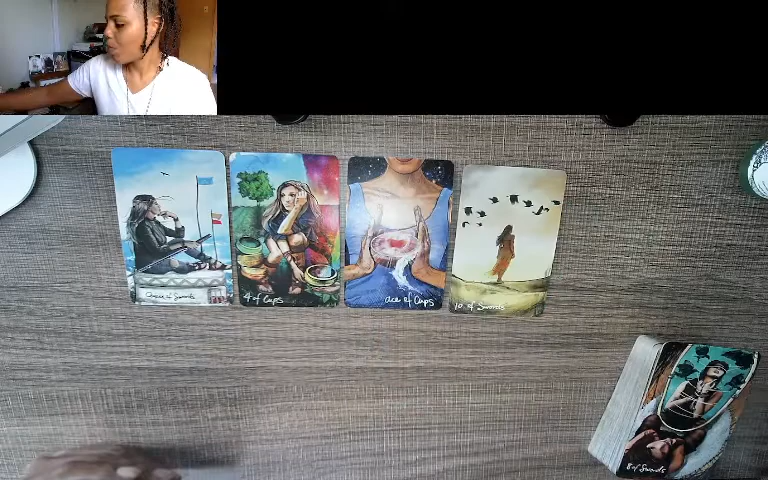 Queen of Swords
4 of Cups
ace of Cups
10 of Swords
8 of Swords